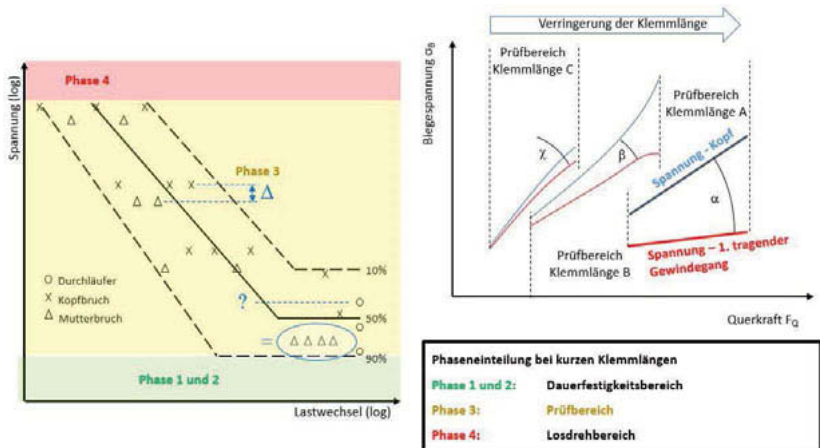 Phase 4
Spannung (log)
Phase 3
Δ
10%
o Durchläufer
x Kopfbruch
Δ Mutterbruch
?
50%
=
90%
Phase 1 und 2
Lastwechsel (log)
Verringerung der Klemmlänge
Biegespannung σB
Prüfbereich
Klemmlänge C
Prüfbereich
Klemmlänge A
χ
β
Spannung - Kopf
α
Prüfbereich
Klemmlänge B
Spannung – 1. tragender
Gewindegang
Querkraft FQ
Phaseneinteilung bei kurzen Klemmlängen
Phase 1 und 2: Dauerfestigkeitsbereich
Phase 3: Prüfbereich
Phase 4: Losdrehbereich